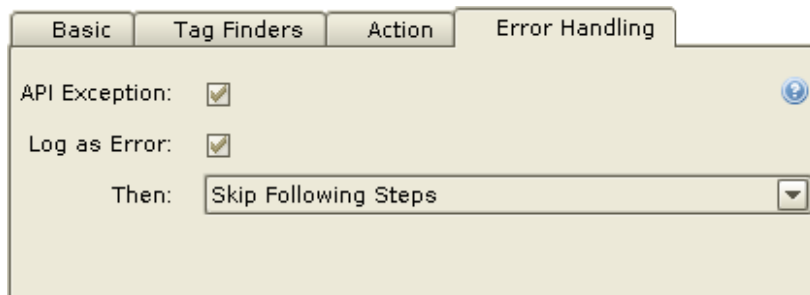 Basic Tag Finders Action Error Handling
API Exception:
Log as Error:
Then: Skip Following Steps